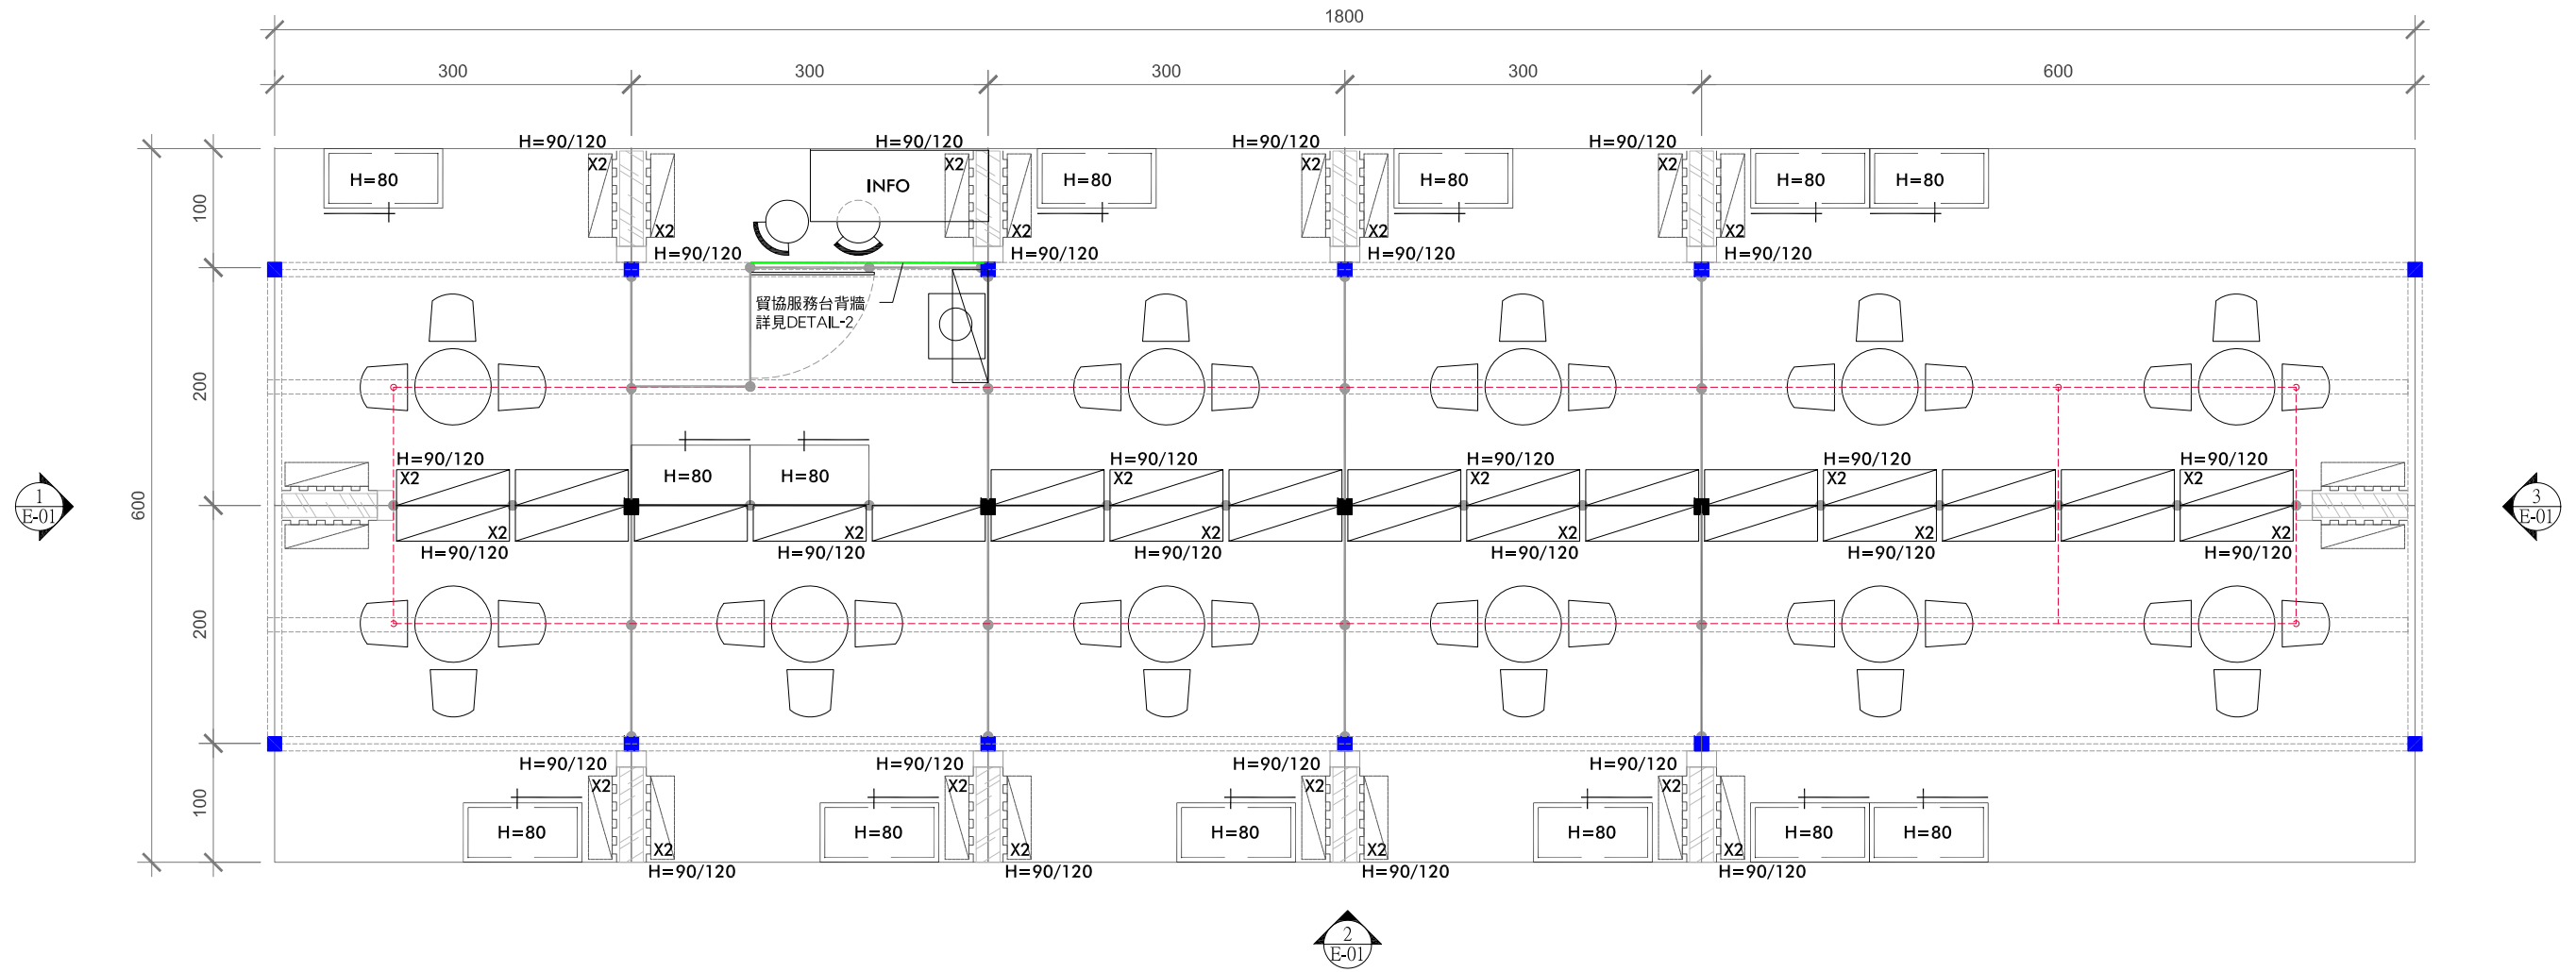 1800
300 300 300 300 600
H=90/120 H=90/120 H=90/120 H=90/120
X2 X2 X2 X2
H=80 INFO H=80 H=80 H=80 H=80
100
X2 X2 X2 X2
H=90/120 H=90/120 H=90/120 H=90/120
貿協服務台背牆
詳見DETAIL-2
200
H=90/120 H=90/120 H=90/120 H=90/120 H=90/120
X2 H=80 H=80 X2 X2 X2 X2
1
E-01
600
3
E-01
X2 X2 X2 X2 X2 X2
H=90/120 H=90/120 H=90/120 H=90/120 H=90/120 H=90/120
200
H=90/120 H=90/120 H=90/120 H=90/120
X2 X2 X2 X2
100
H=80 H=80 H=80 H=80 H=80 H=80
X2 X2 X2 X2
H=90/120 H=90/120 H=90/120 H=90/120
2
E-01